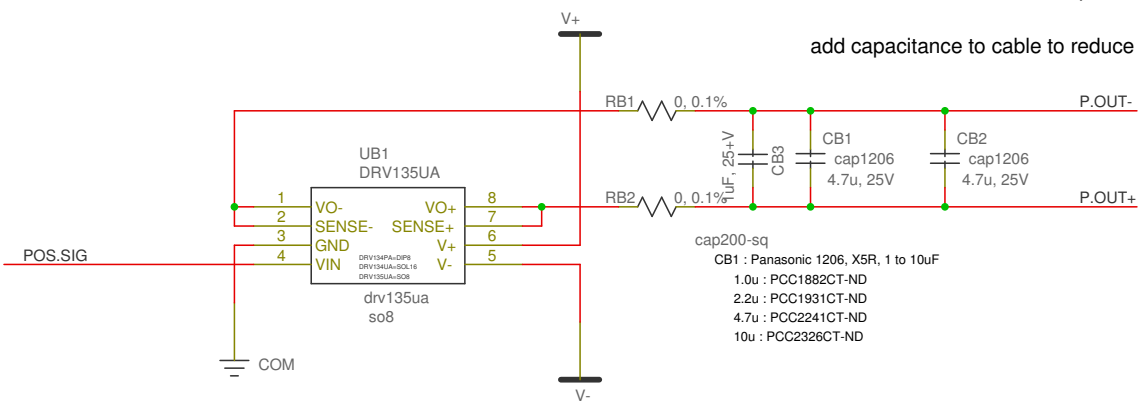 V+
add capacitance to cable to reduce
RB1
0, 0.1%
P.OUT-
1uF, 25+V
CB3
CB1
cap1206
4.7u, 25V
CB2
cap1206
4.7u, 25V
UB1
DRV135UA
1
VO-
VO+
8
2
SENSE-
SENSE+
7
3
GND
V+
6
4
VIN
V-
5
DRV134PA=DIP8
DRV134UA=SOL16
DRV135UA=SO8
drv135ua
so8
POS.SIG
COM
RB2
0, 0.1%
P.OUT+
cap200-sq
CB1 : Panasonic 1206, X5R, 1 to 10uF
1.0u : PCC1882CT-ND
2.2u : PCC1931CT-ND
4.7u : PCC2241CT-ND
10u : PCC2326CT-ND
V-